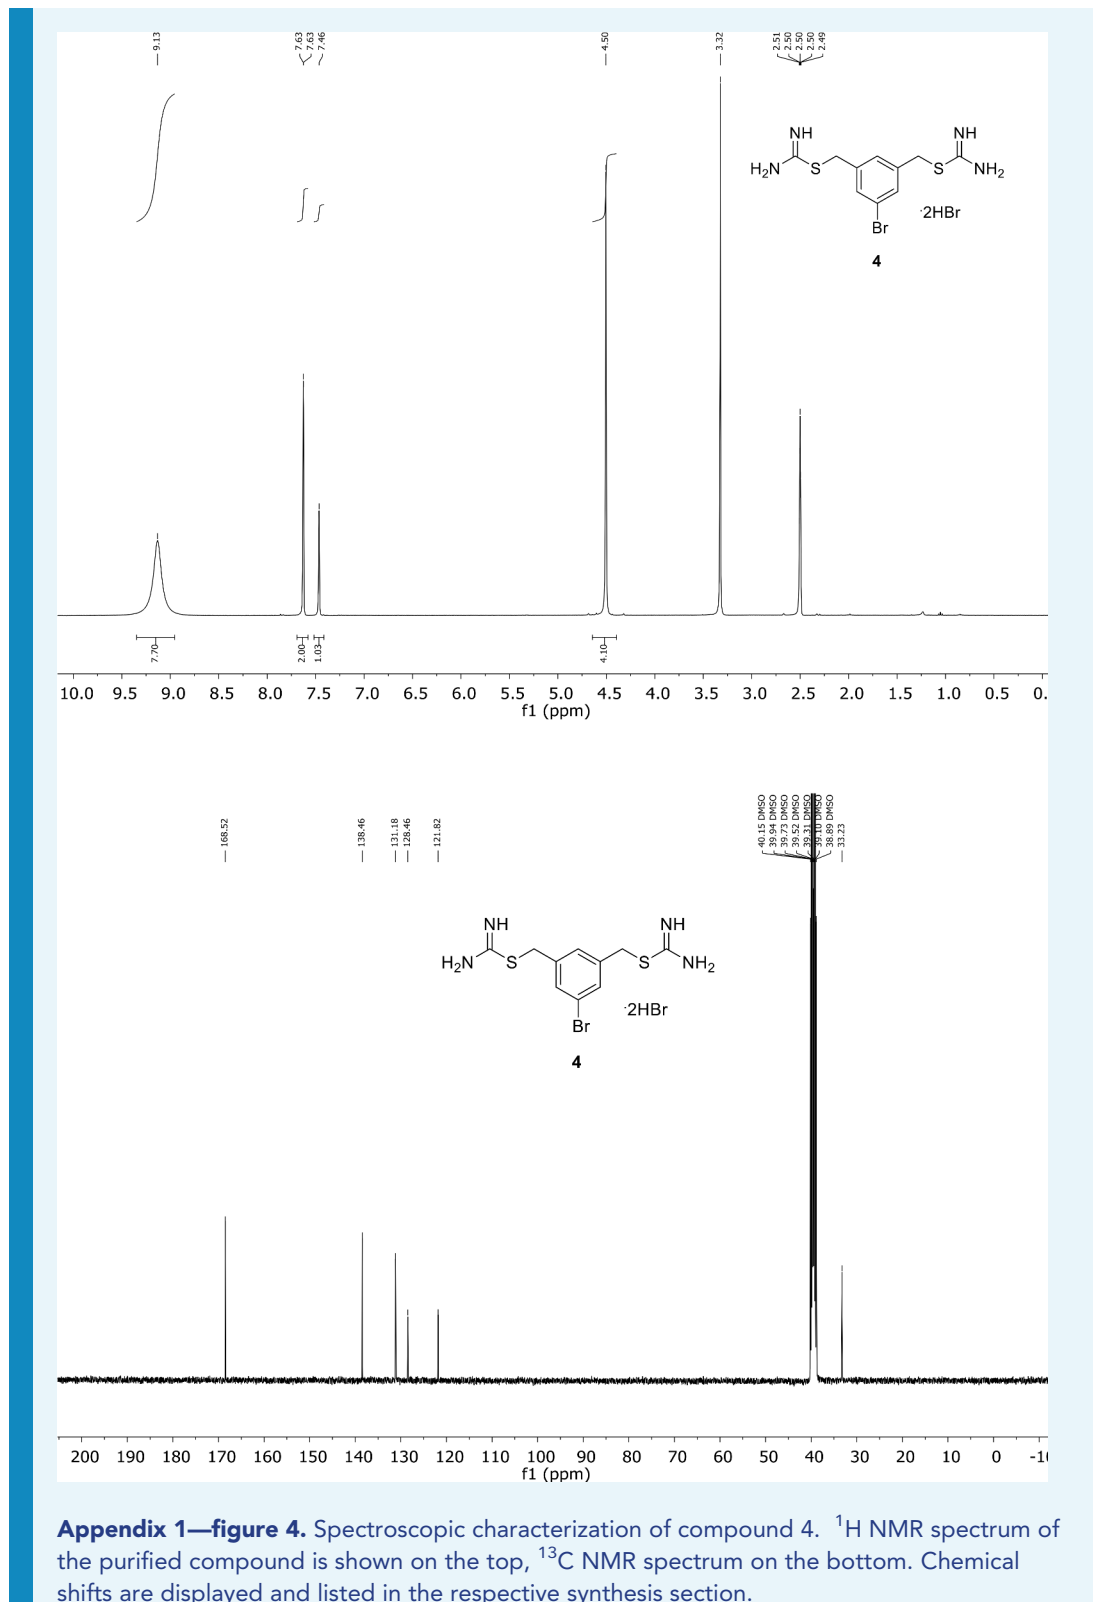 9.13
7.63
7.63
7.46
4.50
3.32
2.51
2.50
2.50
2.50
2.49
NH
H₂N
S
S
NH
NH₂
·2HBr
Br
4
7.70
2.00
1.03
4.10
10.0 9.5 9.0 8.5 8.0 7.5 7.0 6.5 6.0 5.5 5.0 4.5 4.0 3.5 3.0 2.5 2.0 1.5 1.0 0.5 0.
f1 (ppm)
168.52
138.46
131.18
128.46
121.82
40.15 DMSO
39.94 DMSO
39.73 DMSO
39.52 DMSO
39.31 DMSO
39.10 DMSO
38.89 DMSO
33.23
NH
H₂N
S
S
NH
NH₂
·2HBr
Br
4
200 190 180 170 160 150 140 130 120 110 100 90 80 70 60 50 40 30 20 10 0 -10
f1 (ppm)
Appendix 1—figure 4. Spectroscopic characterization of compound 4. ¹H NMR spectrum of
the purified compound is shown on the top, ¹³C NMR spectrum on the bottom. Chemical
shifts are displayed and listed in the respective synthesis section.